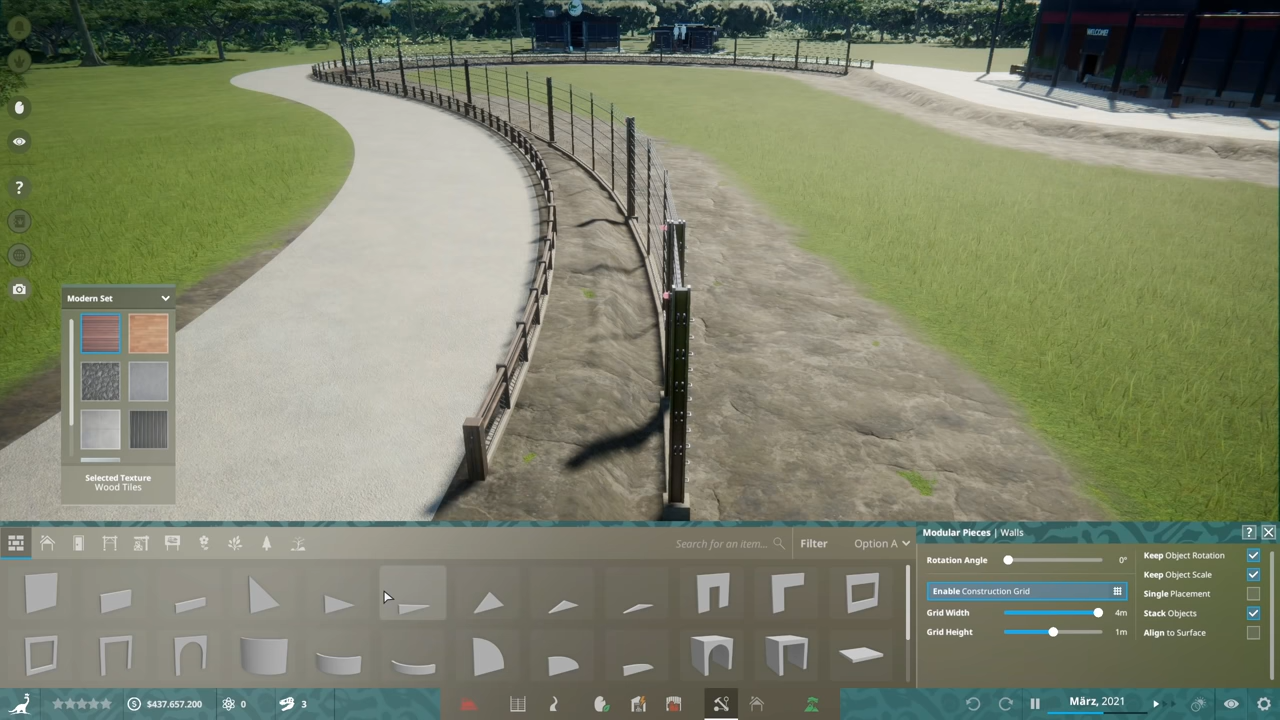 WELCOME!
Modern Set
Selected Texture
Wood Tiles
Search for an item...
Filter
Option A
Modular Pieces | Walls
?
Rotation Angle
0°
Enable Construction Grid
Grid Width
4m
Grid Height
1m
Keep Object Rotation
Keep Object Scale
Single Placement
Stack Objects
Align to Surface
?
$437.657.200
0
3
März, 2021